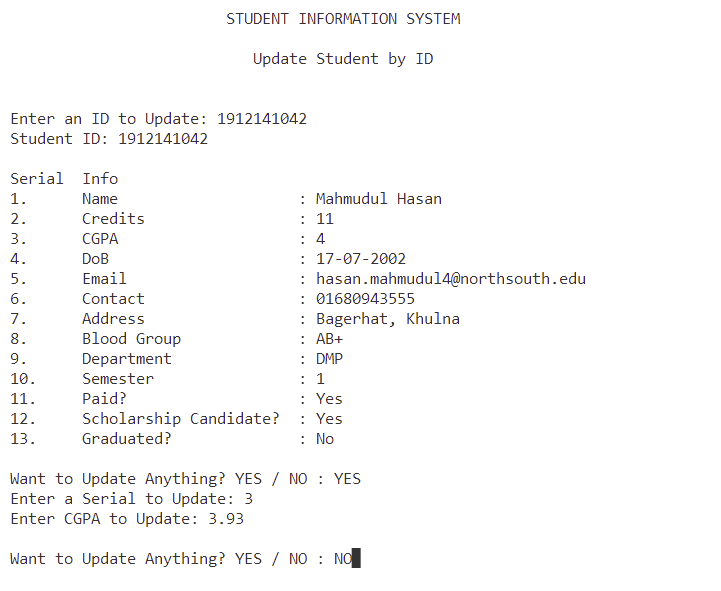 STUDENT INFORMATION SYSTEM
Update Student by ID
Enter an ID to Update: 1912141042
Student ID: 1912141042
Serial  Info
1.      Name                    : Mahmudul Hasan
2.      Credits                 : 11
3.      CGPA                    : 4
4.      DoB                     : 17-07-2002
5.      Email                   : hasan.mahmudul4@northsouth.edu
6.      Contact                 : 01680943555
7.      Address                 : Bagerhat, Khulna
8.      Blood Group             : AB+
9.      Department              : DMP
10.     Semester                : 1
11.     Paid?                   : Yes
12.     Scholarship Candidate?  : Yes
13.     Graduated?              : No
Want to Update Anything? YES / NO : YES
Enter a Serial to Update: 3
Enter CGPA to Update: 3.93
Want to Update Anything? YES / NO : NO